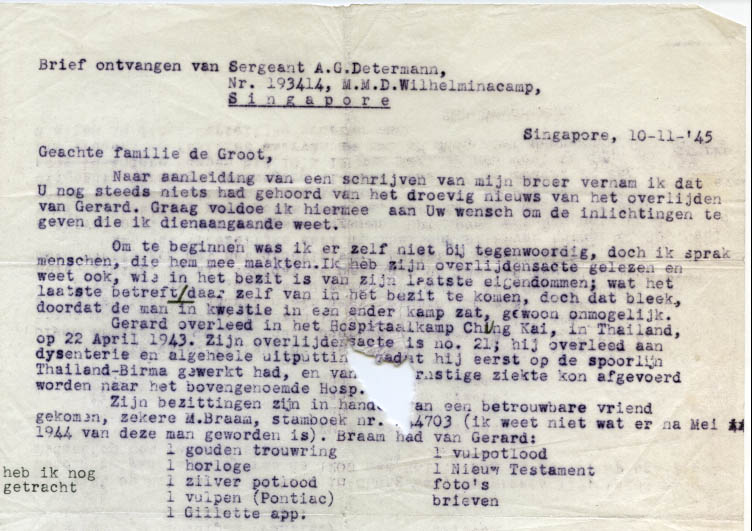 Brief ontvangen van Sergeant A.G.Determann,
Nr. 193414, M.M.D.Wilhelminacamp,
Singapore
Singapore, 10-11-'45
Geachte familie de Groot,
Naar aanleiding van een schrijven van mijn broer vernam ik dat
U nog steeds niets had gehoord van het droevig nieuws van het overlijden
van Gerard. Graag voldoe ik hiermee aan Uw wensch om de inlichtingen te
geven die ik dienaangaande weet.
Om te beginnen was ik er zelf niet bij tegenwoordig, doch ik sprak
menschen, die hem mee maakten.Ik heb zijn overlijdensacte gelezen en
weet ook, wie in het bezit is van zijn laatste eigendommen; wat het
laatste betreft/daar zelf van in het bezit te komen, doch dat bleek,
doordat de man in kwestie in een ander kamp zat, gewoon onmogelijk.
Gerard overleed in het Hospitaalkamp Ching Kai, in Thailand,
op 22 April 1943. Zijn overlijdensacte is no. 21; hij overleed aan
dysenterie en algeheele uitputtin dat hij eerst op de spoorlijn
Thailand-Birma gewerkt had, en van rnstige ziekte kon afgevoerd
worden naar het bovengenoemde Hosp.
Zijn bezittingen zijn in hande van een betrouwbare vriend
gekomen, zekere M.Braam, stamboek nr. 4703 (ik weet niet wat er na Mei
1944 van deze man geworden is). Braam had van Gerard:
1 gouden trouwring 1 vulpotlood
1 horloge 1 Nieuw Testament
heb ik nog 1 zilver potlood foto's
getracht 1 vulpen (Pontiac) brieven
1 Gillette app.